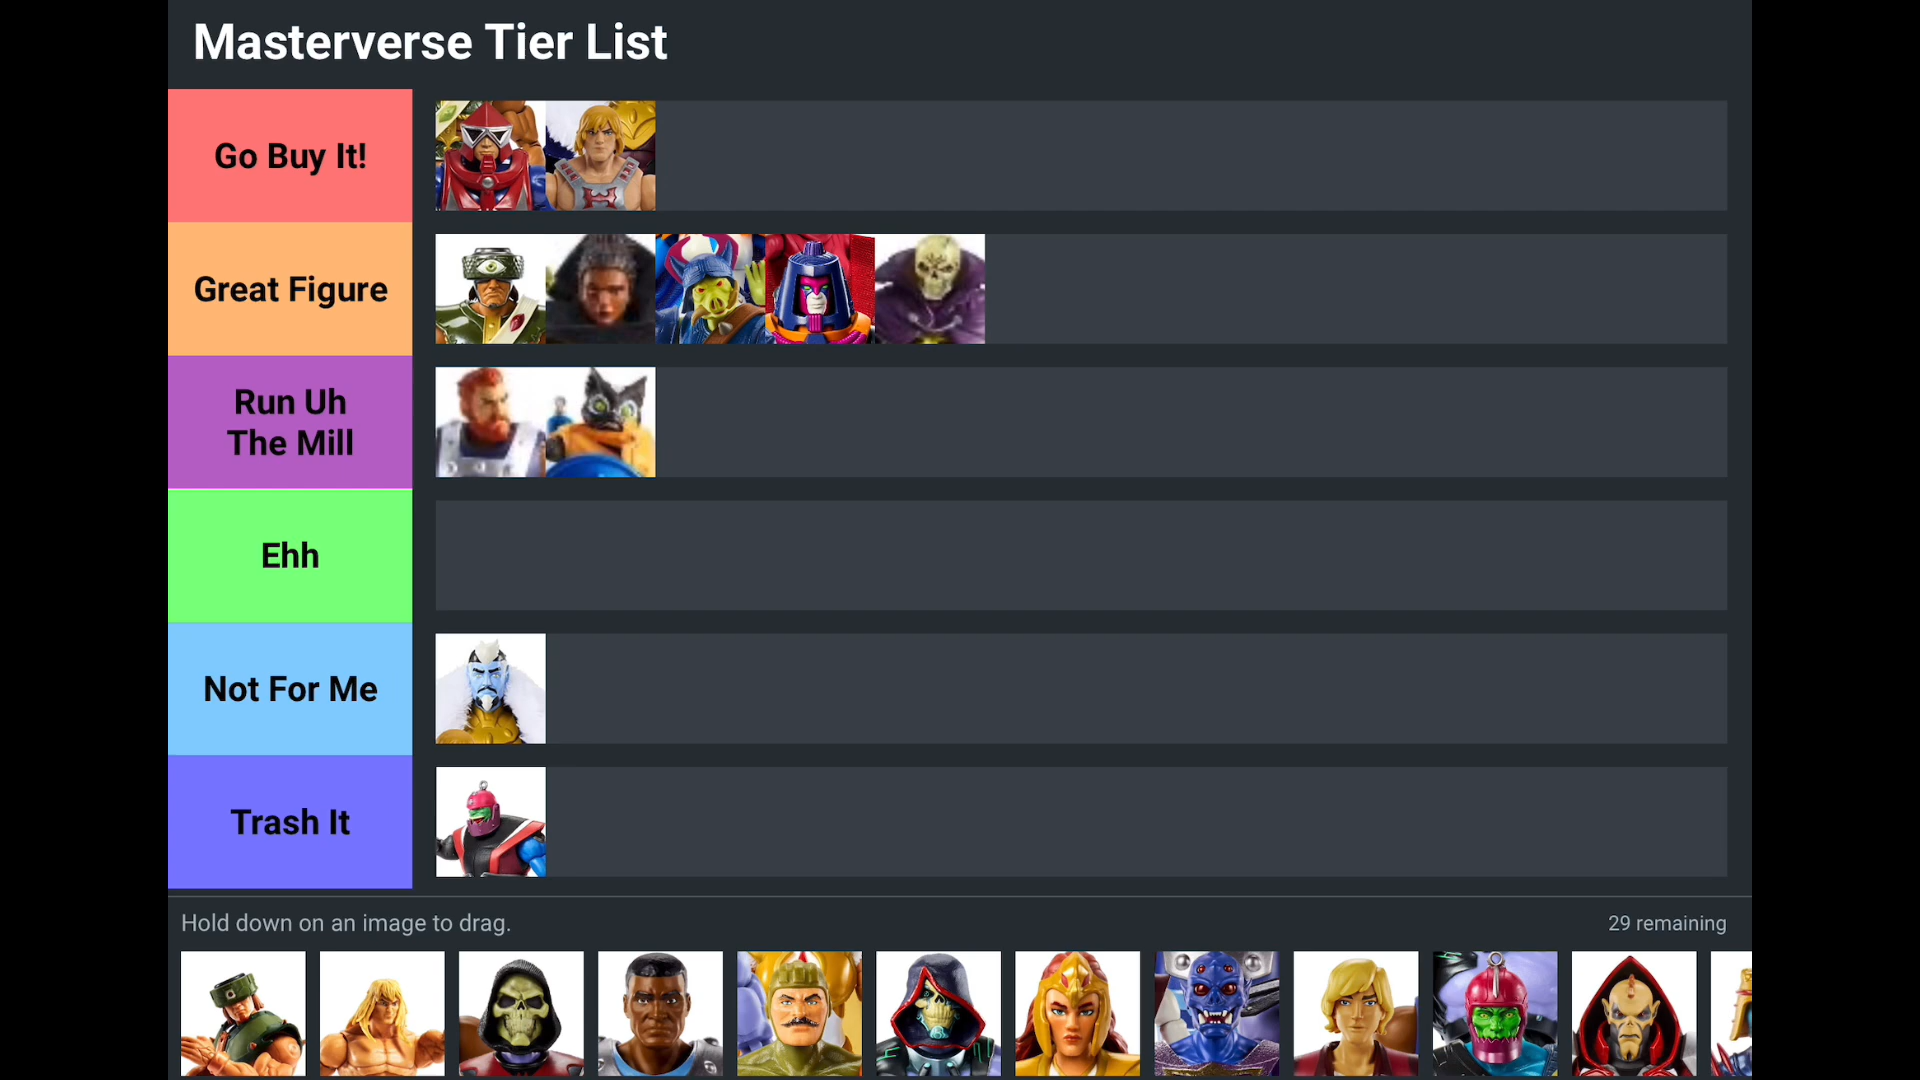 Masterverse Tier List
Go Buy It!
Great Figure
Run Uh
The Mill
Ehh
Not For Me
Trash It
Hold down on an image to drag.
29 remaining